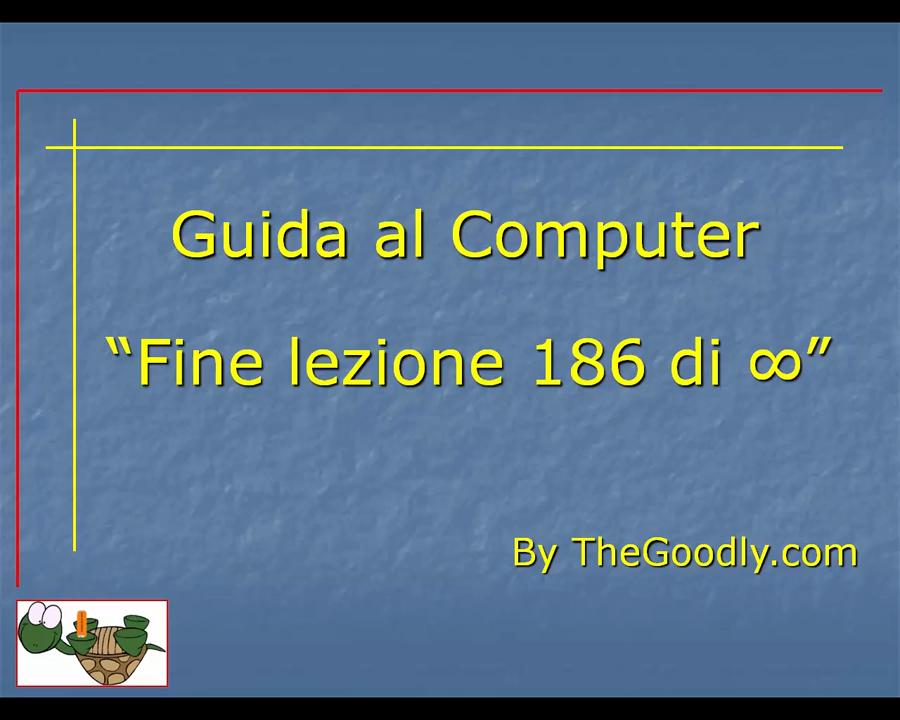 Guida al Computer
“Fine lezione 186 di ∞”
By TheGoodly.com